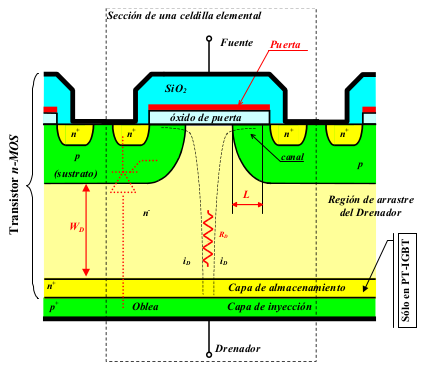 Sección de una celdilla elemental
Fuente
Puerta
SiO2
óxido de puerta
n+
n+
n+
n+
p
(sustrato)
canal
p
Transistor n-MOS
WD
n-
L
Región de arrastre
del Drenador
RD
iD
iD
Sólo en PT-IGBT
n+
Capa de almacenamiento
p+
Oblea
Capa de inyección
Drenador